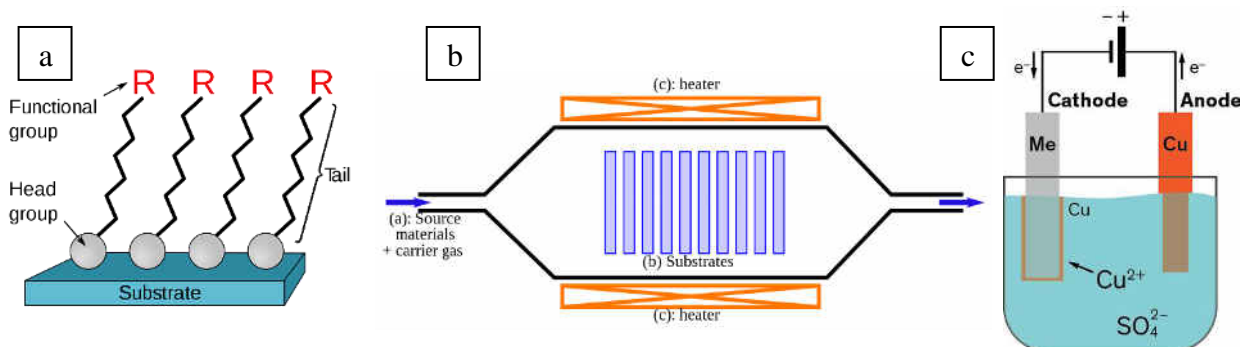 a
R R R R
Functional
group
Head
group
Tail
Substrate
b
(c): heater
(a): Source
materials
+ carrier gas
(b) Substrates
(c): heater
c
- +
e⁻ e⁻
Cathode Anode
Me Cu
Cu
Cu²⁺
SO₄²⁻